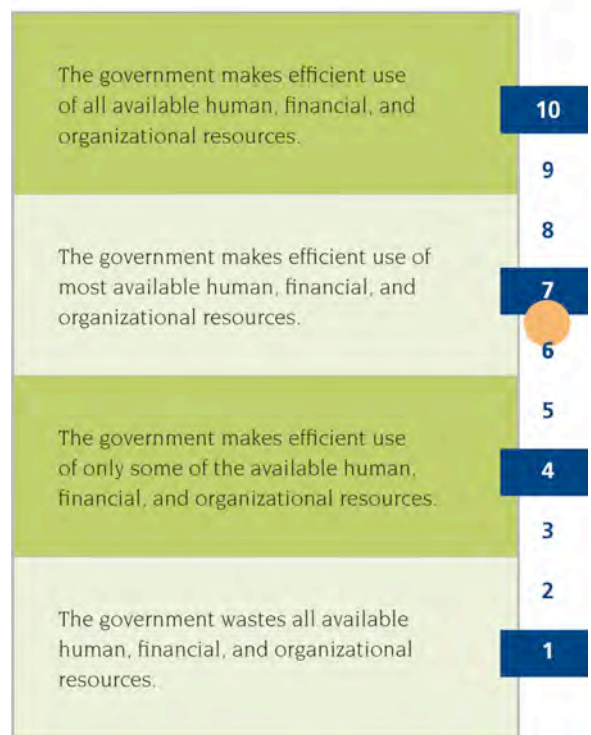 The government makes efficient use
of all available human, financial, and
organizational resources.
10
9
8
The government makes efficient use of
most available human, financial, and
organizational resources.
7
6
5
The government makes efficient use
of only some of the available human,
financial, and organizational resources.
4
3
2
The government wastes all available
human, financial, and organizational
resources.
1